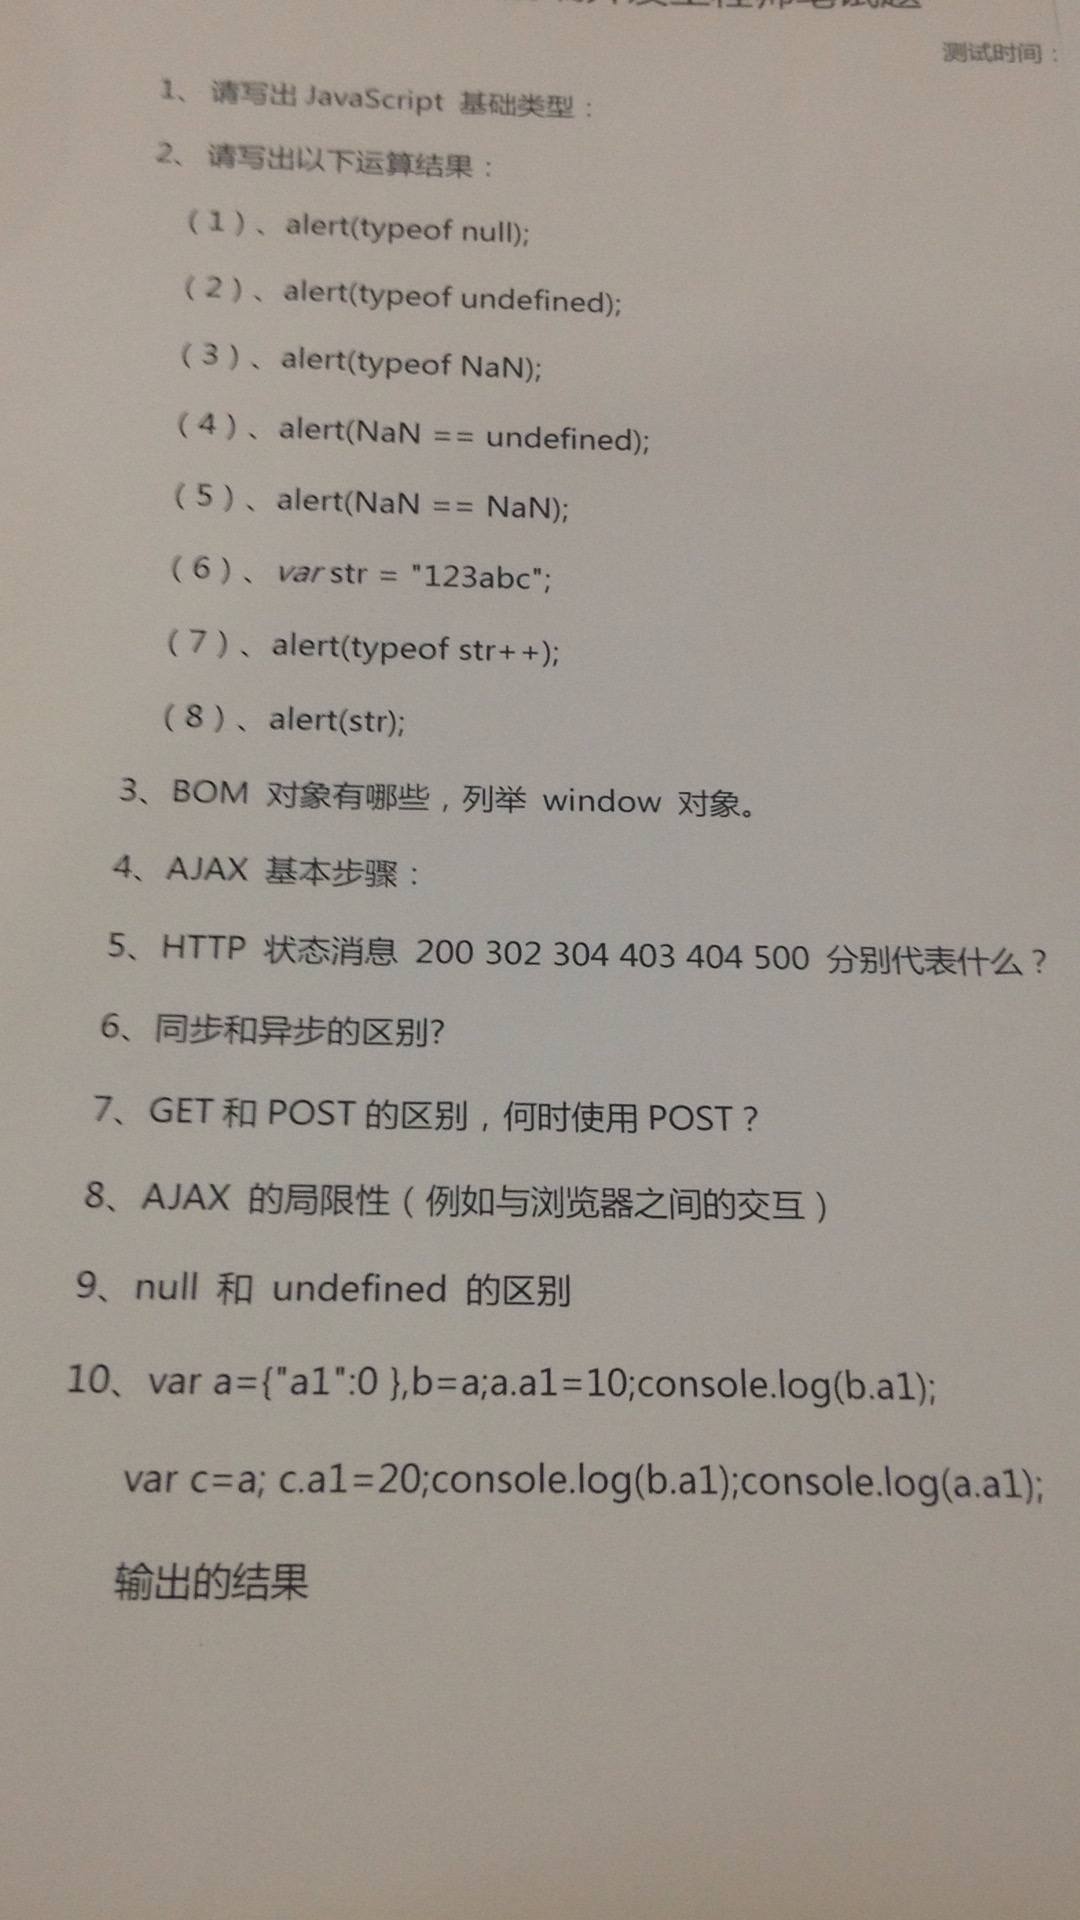 测试时间：
1、 请写出 JavaScript 基础类型：
2、 请写出以下运算结果：
（1）、alert(typeof null);
（2）、alert(typeof undefined);
（3）、alert(typeof NaN);
（4）、alert(NaN == undefined);
（5）、alert(NaN == NaN);
（6）、var str = "123abc";
（7）、alert(typeof str++);
（8）、alert(str);
3、BOM 对象有哪些，列举 window 对象。
4、AJAX 基本步骤：
5、HTTP 状态消息 200 302 304 403 404 500 分别代表什么？
6、同步和异步的区别?
7、GET 和 POST 的区别，何时使用 POST？
8、AJAX 的局限性（例如与浏览器之间的交互）
9、null 和 undefined 的区别
10、var a={"a1":0 },b=a;a.a1=10;console.log(b.a1);
var c=a; c.a1=20;console.log(b.a1);console.log(a.a1);
输出的结果